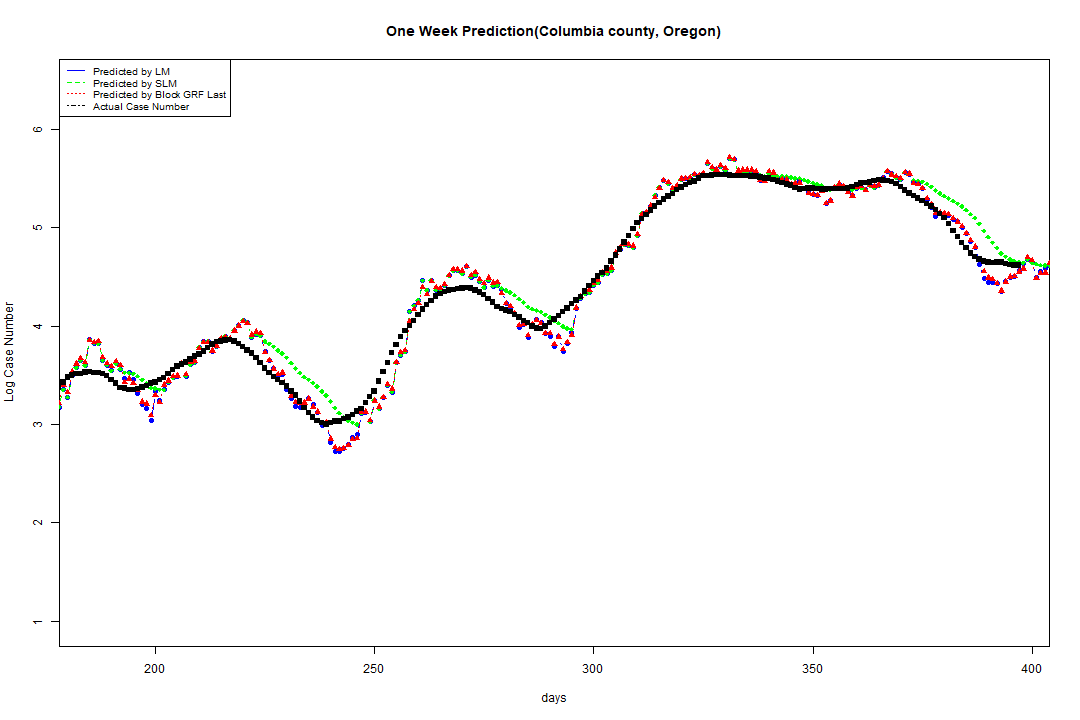 One Week Prediction(Columbia county, Oregon)
Predicted by LM
Predicted by SLM
Predicted by Block GRF Last
Actual Case Number
6
5
4
3
2
1
Log Case Number
200 250 300 350 400
days